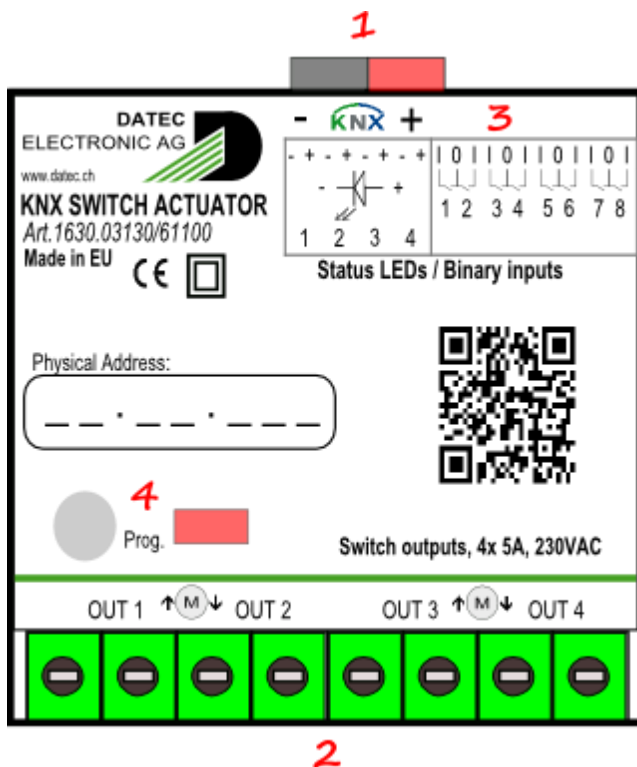 1
DATEC
ELECTRONIC AG
www.datec.ch
KNX SWITCH ACTUATOR
Art.1630.03130/61100
Made in EU
CE
- KNX +
3
- + - + - + - +
- +
1 2 3 4
I 0 I I 0 I I 0 I I 0 I
1 2 3 4 5 6 7 8
Status LEDs / Binary inputs
Physical Address:
_ _ . _ _ . _ _ _
4
Prog.
Switch outputs, 4x 5A, 230VAC
OUT 1 ↑ M ↓ OUT 2 OUT 3 ↑ M ↓ OUT 4
2